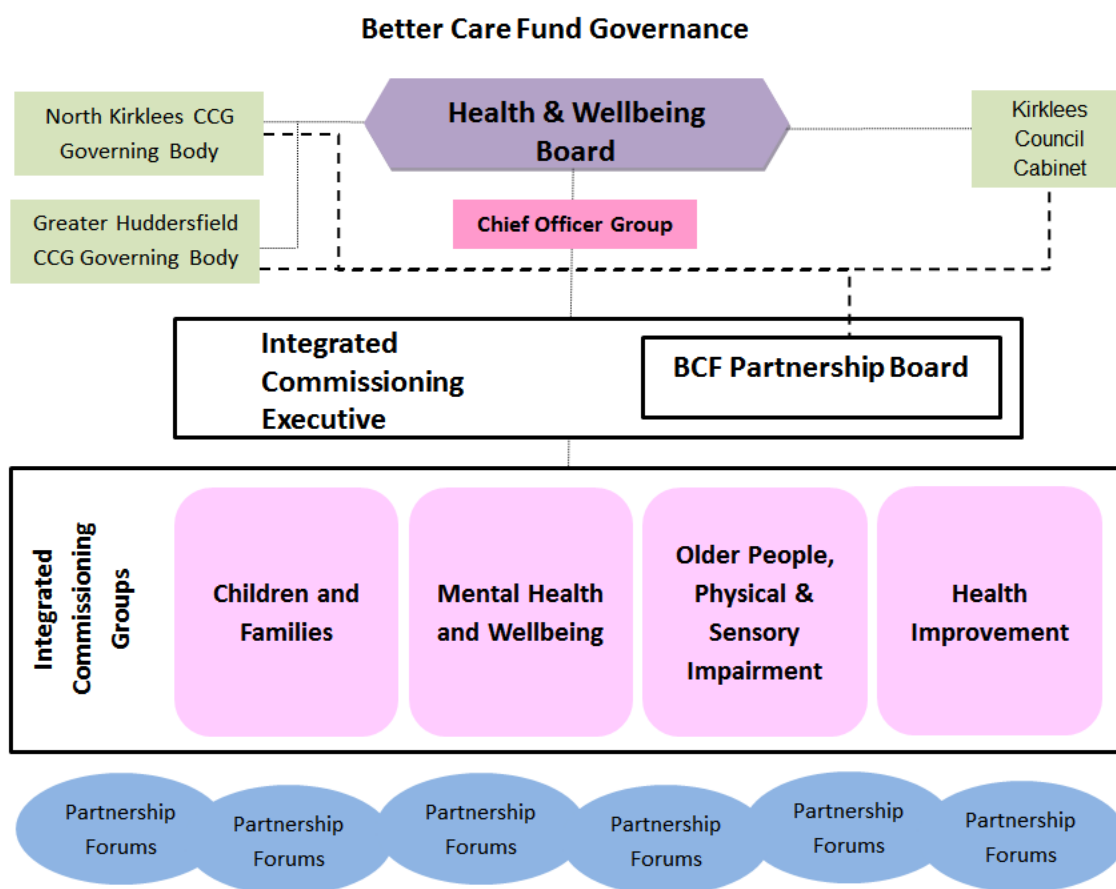 Better Care Fund Governance
North Kirklees CCG
Governing Body
Health & Wellbeing
Board
Kirklees
Council
Cabinet
Greater Huddersfield
CCG Governing Body
Chief Officer Group
Integrated
Commissioning
Executive
BCF Partnership Board
Integrated
Commissioning
Groups
Children and
Families
Mental Health
and Wellbeing
Older People,
Physical &
Sensory
Impairment
Health
Improvement
Partnership
Forums
Partnership
Forums
Partnership
Forums
Partnership
Forums
Partnership
Forums
Partnership
Forums